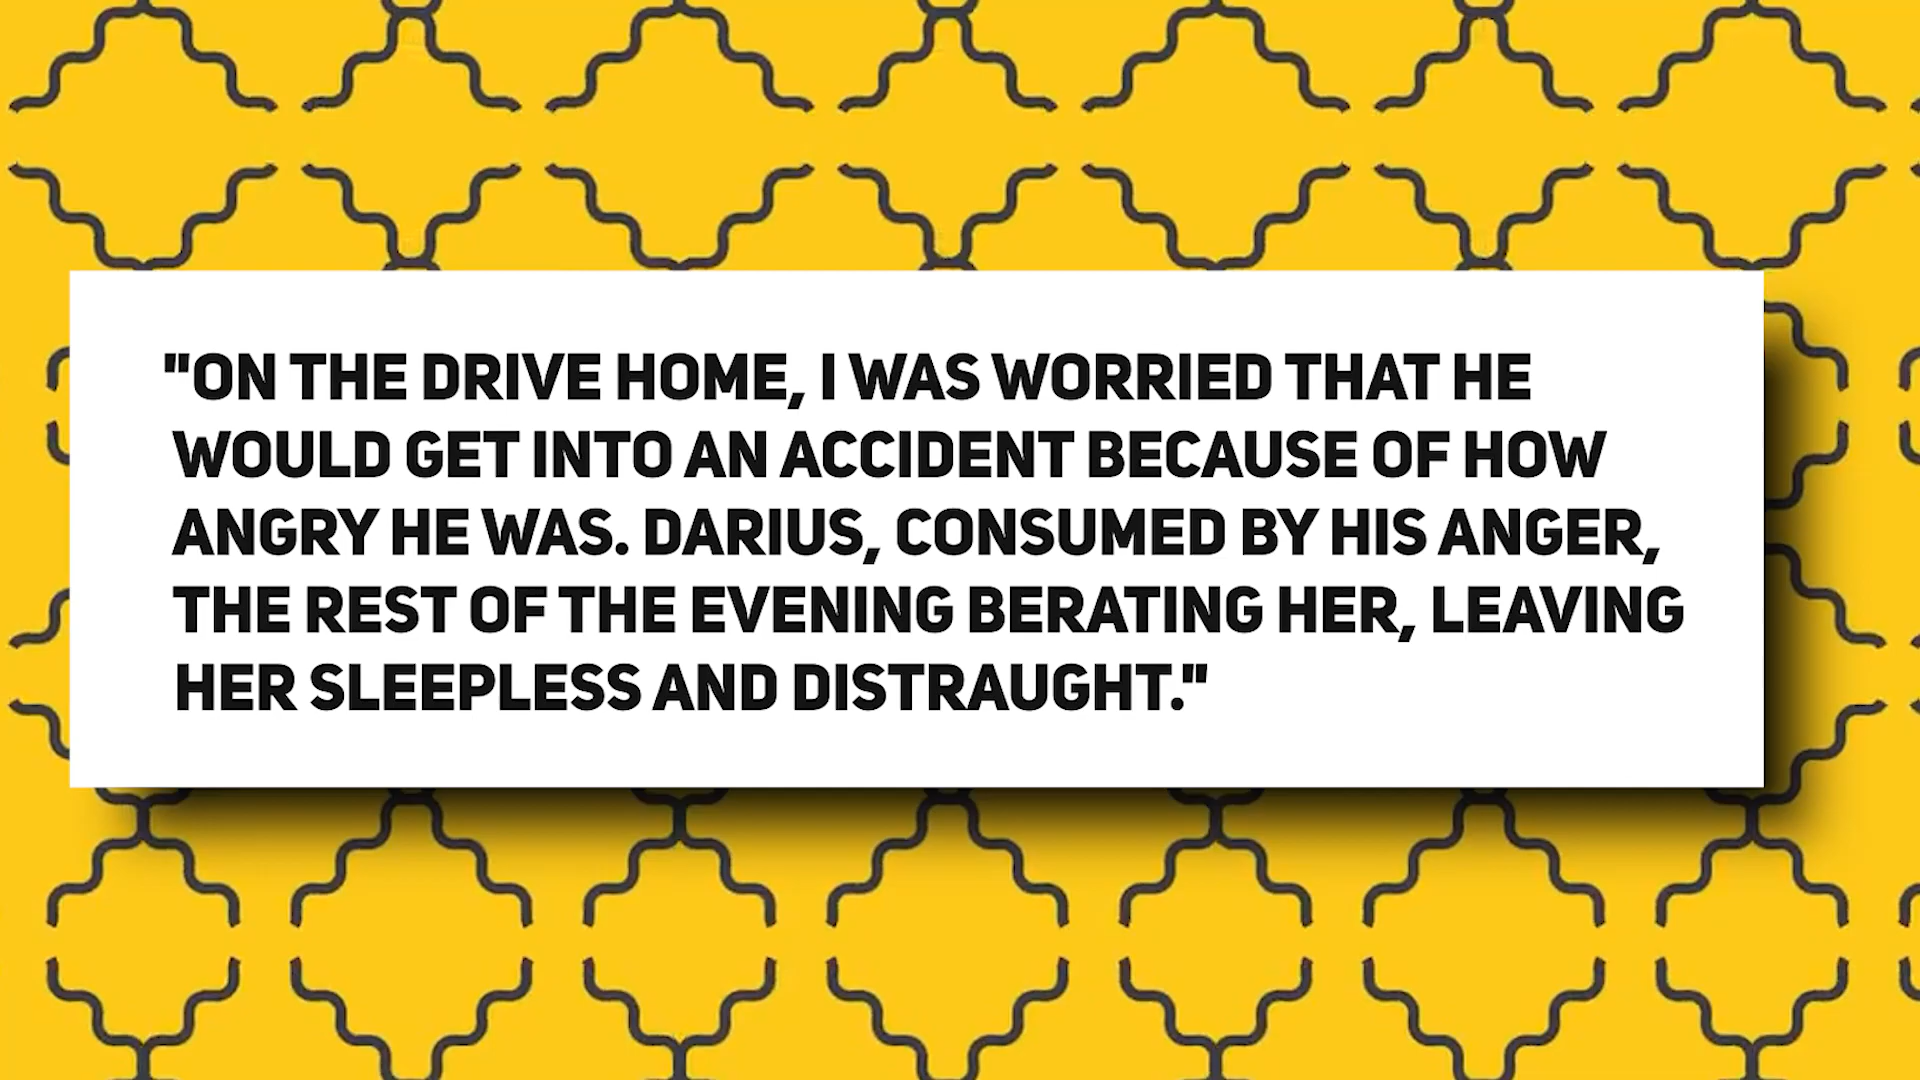 "ON THE DRIVE HOME, I WAS WORRIED THAT HE
WOULD GET INTO AN ACCIDENT BECAUSE OF HOW
ANGRY HE WAS. DARIUS, CONSUMED BY HIS ANGER,
THE REST OF THE EVENING BERATING HER, LEAVING
HER SLEEPLESS AND DISTRAUGHT."